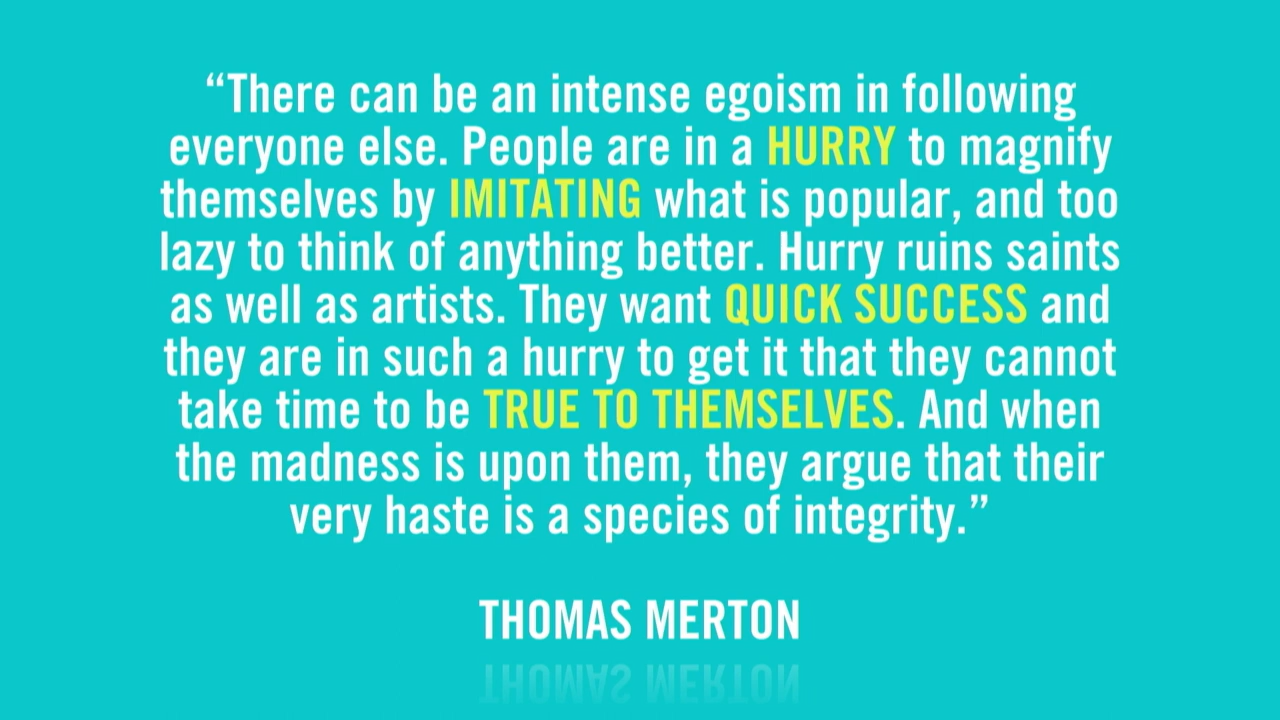 “There can be an intense egoism in following
everyone else. People are in a HURRY to magnify
themselves by IMITATING what is popular, and too
lazy to think of anything better. Hurry ruins saints
as well as artists. They want QUICK SUCCESS and
they are in such a hurry to get it that they cannot
take time to be TRUE TO THEMSELVES. And when
the madness is upon them, they argue that their
very haste is a species of integrity.”
THOMAS MERTON